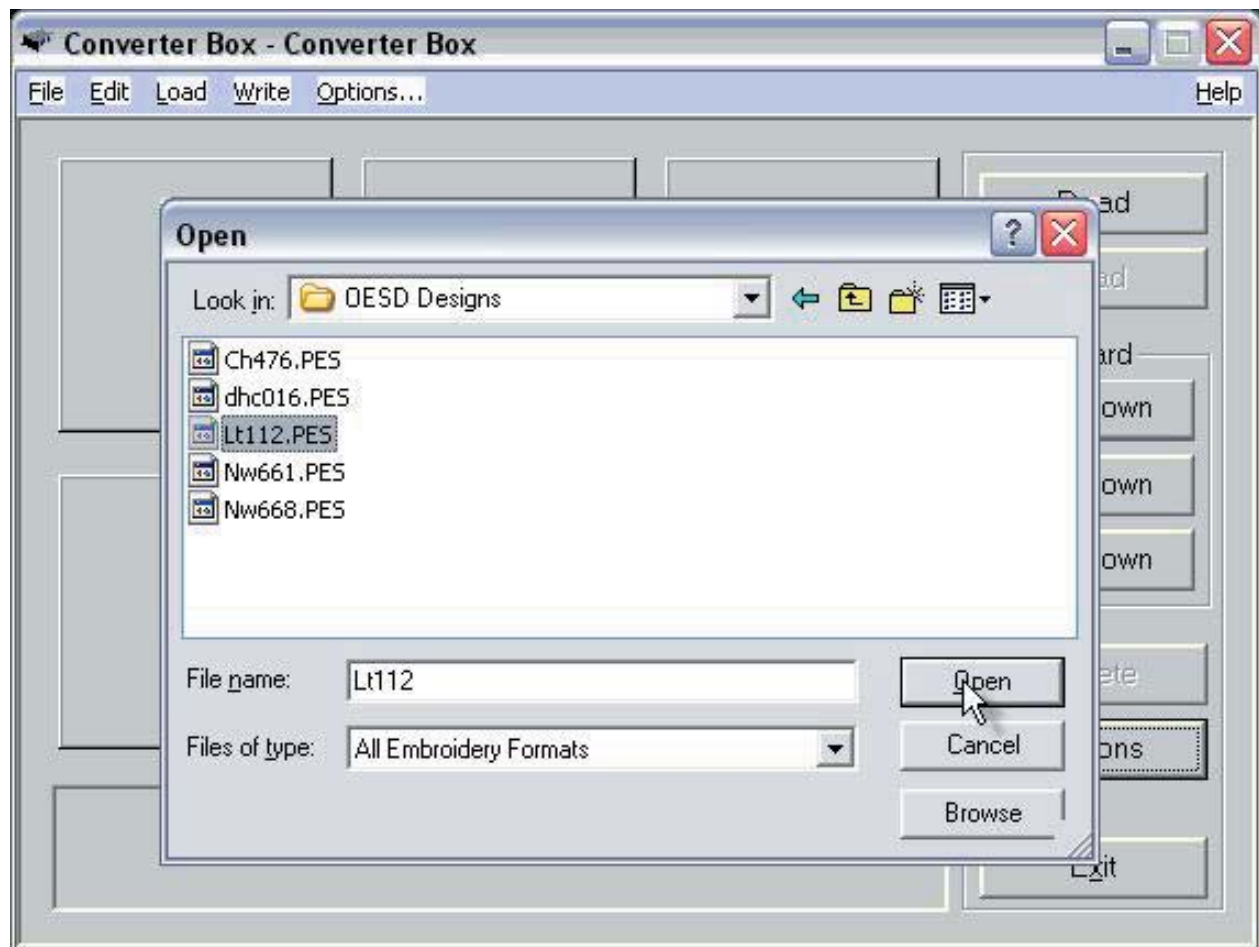 Converter Box - Converter Box
File Edit Load Write Options... Help
Open
Look in: OESD Designs
Ch476.PES
dhc016.PES
Lt112.PES
Nw661.PES
Nw668.PES
File name: Lt112
Open
Files of type: All Embroidery Formats
Cancel
Browse
Exit